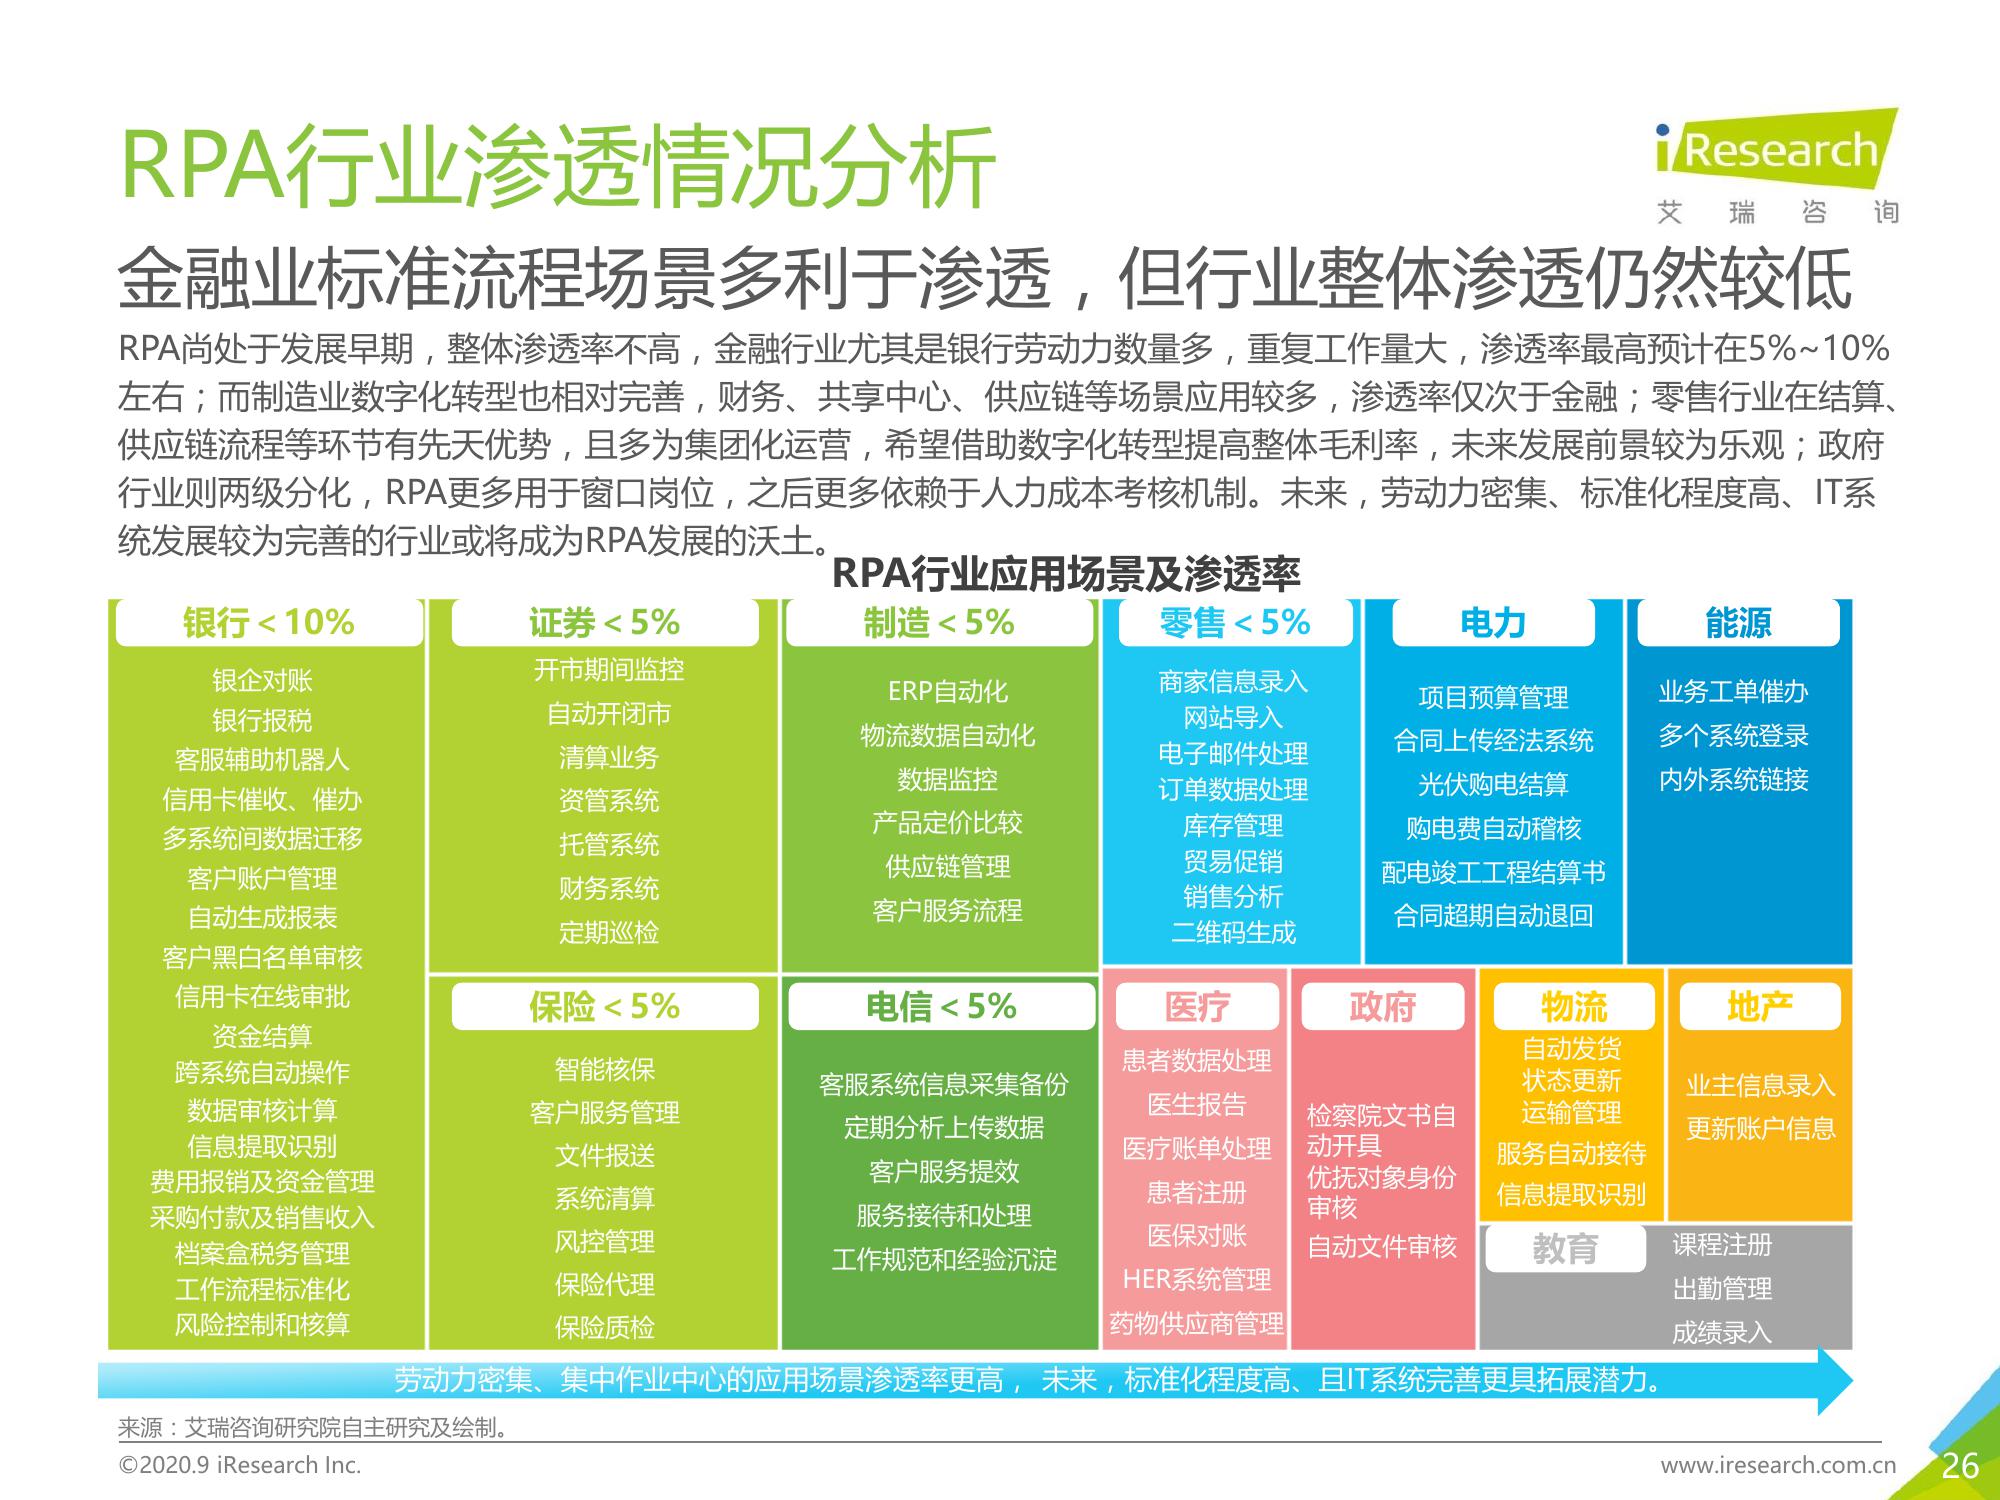 RPA行业渗透情况分析
iResearch
艾瑞咨询
金融业标准流程场景多利于渗透，但行业整体渗透仍然较低
RPA尚处于发展早期，整体渗透率不高，金融行业尤其是银行劳动力数量多，重复工作量大，渗透率最高预计在5%~10%
左右；而制造业数字化转型也相对完善，财务、共享中心、供应链等场景应用较多，渗透率仅次于金融；零售行业在结算、
供应链流程等环节有先天优势，且多为集团化运营，希望借助数字化转型提高整体毛利率，未来发展前景较为乐观；政府
行业则两级分化，RPA更多用于窗口岗位，之后更多依赖于人力成本考核机制。未来，劳动力密集、标准化程度高、IT系
统发展较为完善的行业或将成为RPA发展的沃土。
RPA行业应用场景及渗透率
银行＜10%
银企对账
银行报税
客服辅助机器人
信用卡催收、催办
多系统间数据迁移
客户账户管理
自动生成报表
客户黑白名单审核
信用卡在线审批
资金结算
跨系统自动操作
数据审核计算
信息提取识别
费用报销及资金管理
采购付款及销售收入
档案盒税务管理
工作流程标准化
风险控制和核算
证券＜5%
开市期间监控
自动开闭市
清算业务
资管系统
托管系统
财务系统
定期巡检
保险＜5%
智能核保
客户服务管理
文件报送
系统清算
风控管理
保险代理
保险质检
制造＜5%
ERP自动化
物流数据自动化
数据监控
产品定价比较
供应链管理
客户服务流程
电信＜5%
客服系统信息采集备份
定期分析上传数据
客户服务提效
服务接待和处理
工作规范和经验沉淀
零售＜5%
商家信息录入
网站导入
电子邮件处理
订单数据处理
库存管理
贸易促销
销售分析
二维码生成
电力
项目预算管理
合同上传经法系统
光伏购电结算
购电费自动稽核
配电竣工工程结算书
合同超期自动退回
能源
业务工单催办
多个系统登录
内外系统链接
医疗
患者数据处理
医生报告
医疗账单处理
患者注册
医保对账
HER系统管理
药物供应商管理
政府
检察院文书自
动开具
优抚对象身份
审核
自动文件审核
物流
自动发货
状态更新
运输管理
服务自动接待
信息提取识别
地产
业主信息录入
更新账户信息
教育
课程注册
出勤管理
成绩录入
劳动力密集、集中作业中心的应用场景渗透率更高， 未来，标准化程度高、且IT系统完善更具拓展潜力。
来源：艾瑞咨询研究院自主研究及绘制。
©2020.9 iResearch Inc.
www.iresearch.com.cn
26